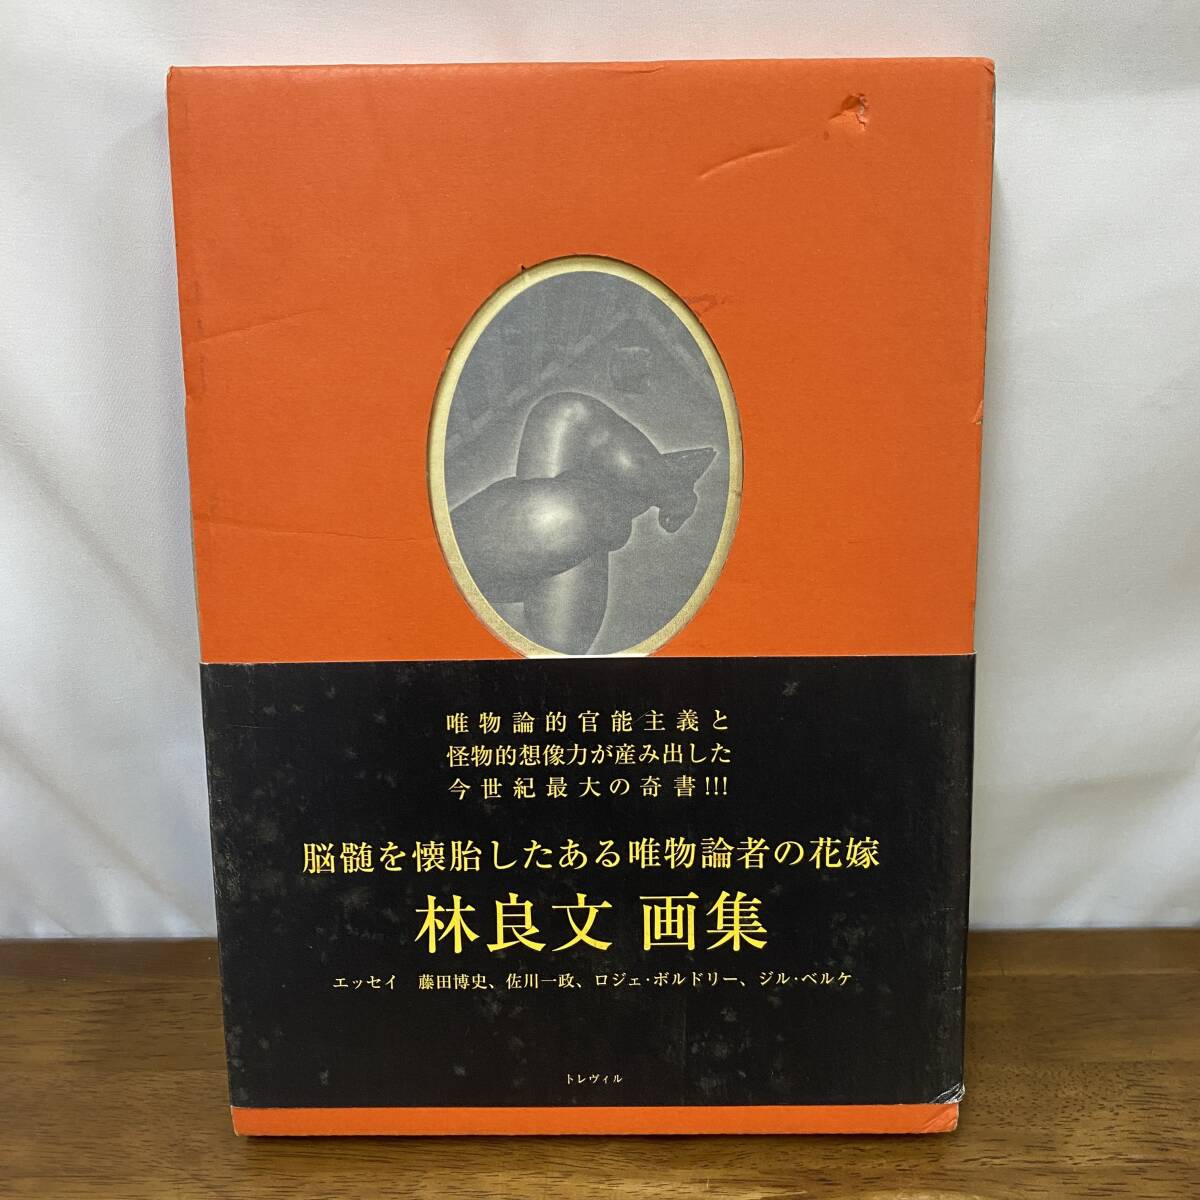 唯物論的官能主義と
怪物的想像力が産み出した
今世紀最大の奇書!!!
脳髄を懐胎したある唯物論者の花嫁
林良文 画集
エッセイ　藤田博史、佐川一政、ロジェ・ボルドリー、ジル・ベルケ
トレヴィル